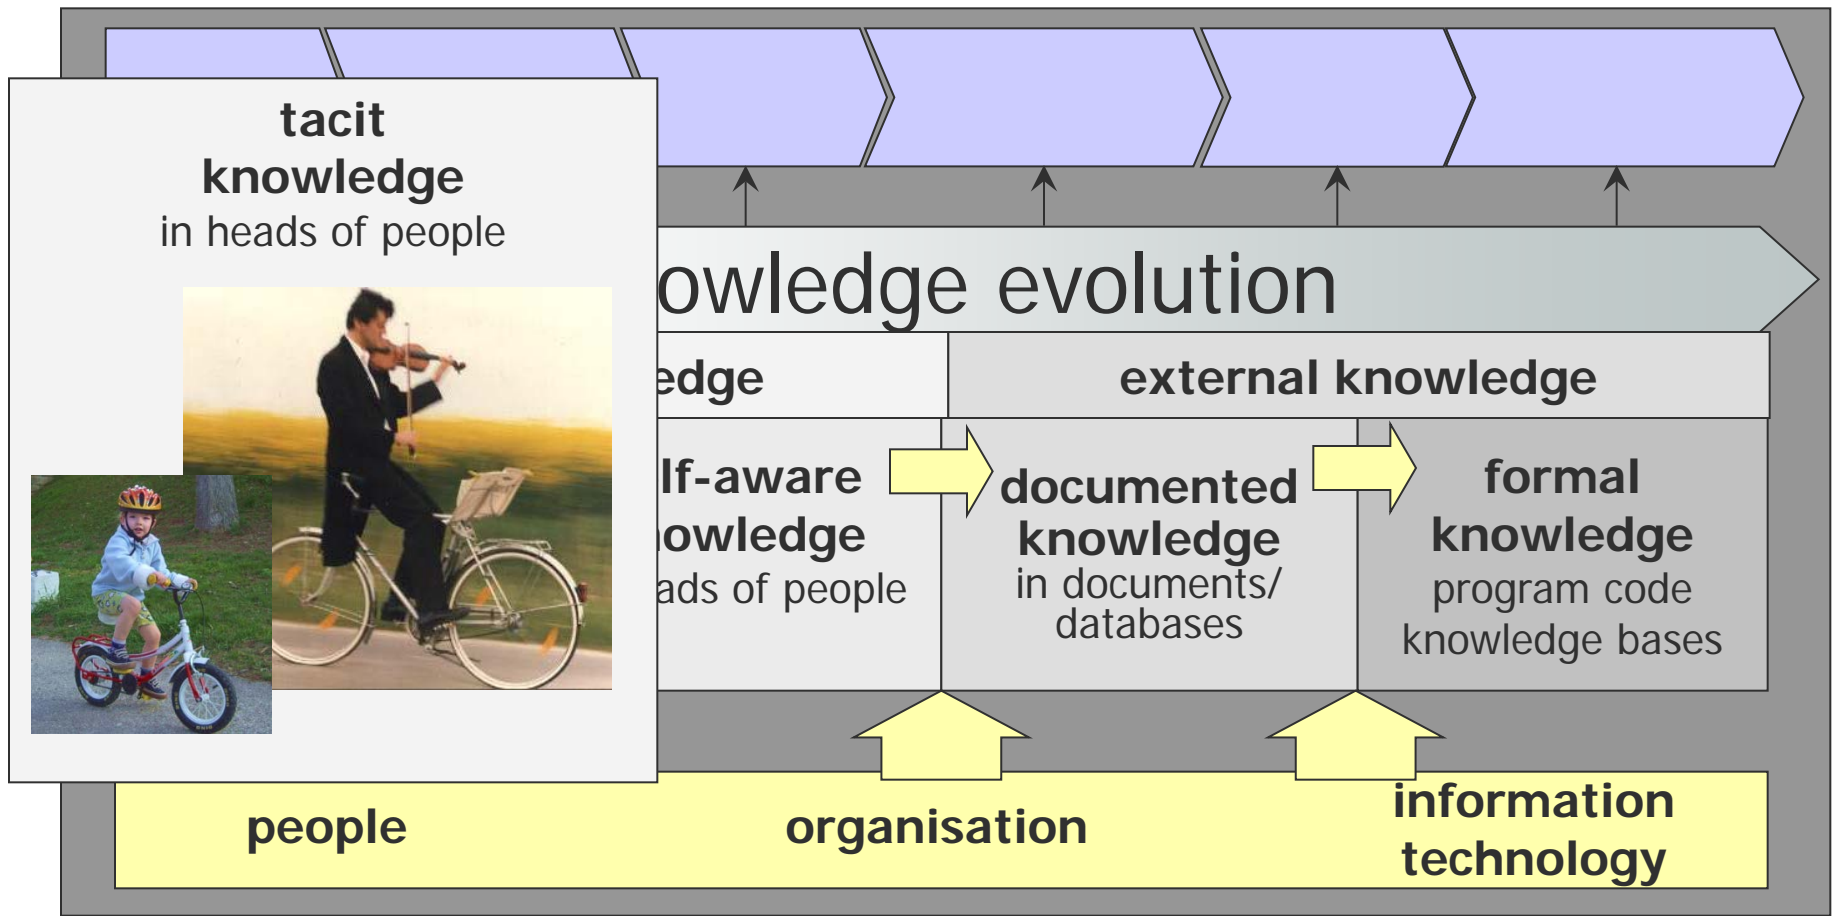 tacit
knowledge
in heads of people
owledge evolution
edge
external knowledge
lf-aware
owledge
ads of people
documented
knowledge
in documents/
databases
formal
knowledge
program code
knowledge bases
people
organisation
information
technology